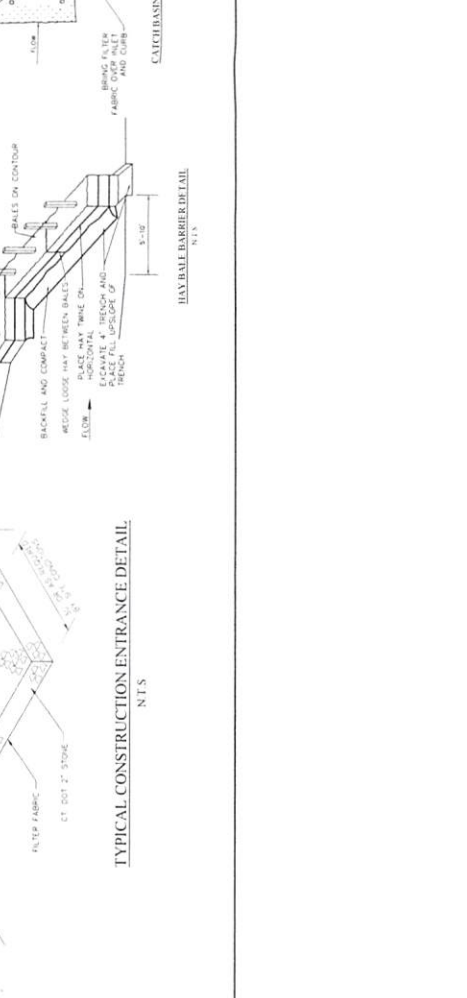 FLOW
BRING FILTER
FABRIC OVER INLET
AND CURB
CATCH BASIN
BALES ON CONTOUR
5'-10'
BACKFILL AND COMPACT
WEDGE LOOSE HAY BETWEEN BALES
PLACE HAY TWINE ON
HORIZONTAL
EXCAVATE 4" TRENCH AND
PLACE FILL UPSLOPE OF
TRENCH
FLOW
HAY BALE BARRIER DETAIL
N.T.S
FILTER FABRIC
CT. DOT 2" STONE
TYPICAL CONSTRUCTION ENTRANCE DETAIL
N.T.S